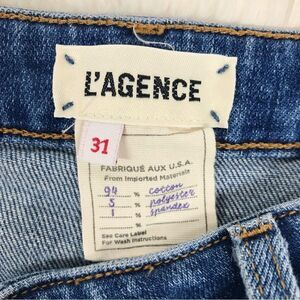 L'AGENCE
31
FABRIQUÉ AUX U.S.A.
From Imported Materials
94 % cotton
5 % polyester
1 % spandex
See Care Label
For Wash Instructions